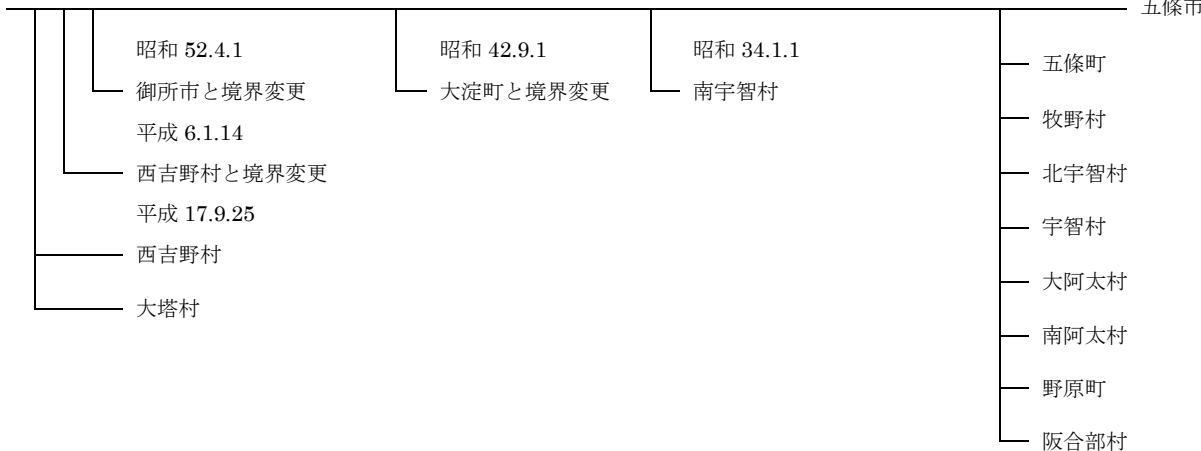 五條市
昭和 52.4.1
御所市と境界変更
平成 6.1.14
西吉野村と境界変更
平成 17.9.25
西吉野村
大塔村
昭和 42.9.1
大淀町と境界変更
昭和 34.1.1
南宇智村
五條町
牧野村
北宇智村
宇智村
大阿太村
南阿太村
野原町
阪合部村